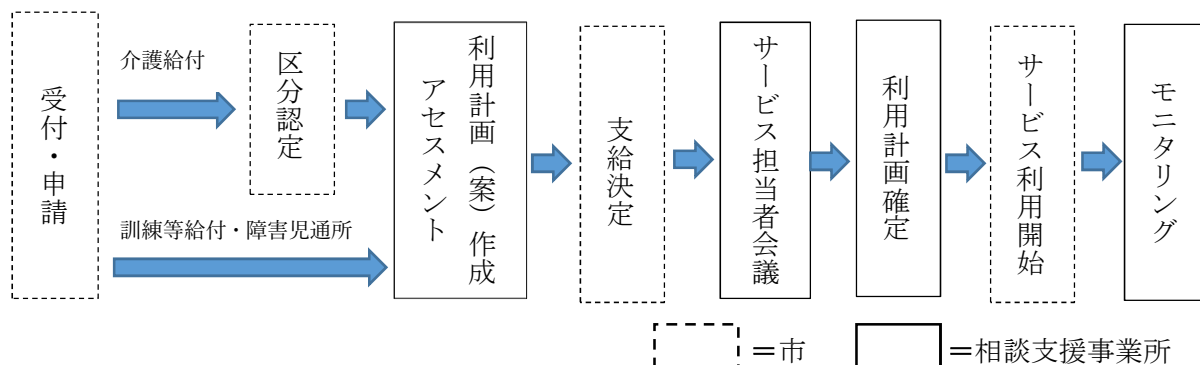 受付・申請
介護給付
訓練等給付・障害児通所
区分認定
利用計画（案）作成
アセスメント
支給決定
サービス担当者会議
利用計画確定
サービス利用開始
モニタリング
＝市
＝相談支援事業所